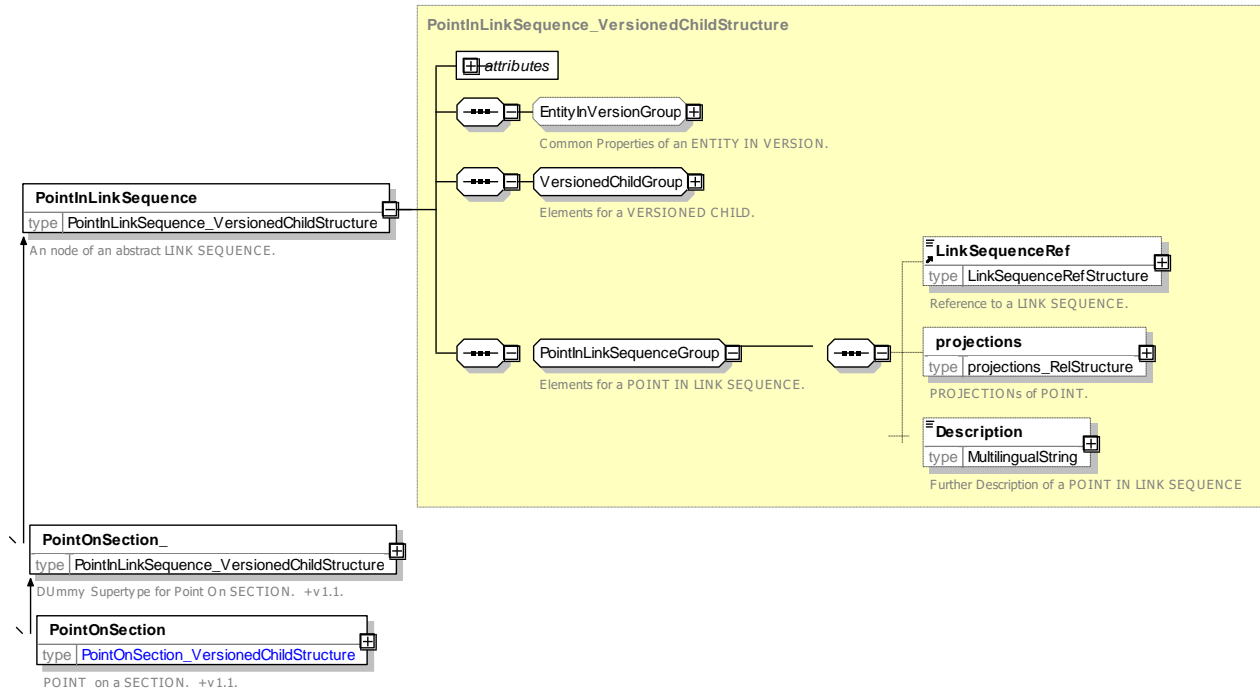 PointInLinkSequence_VersionedChildStructure
attributes
EntityInVersionGroup
Common Properties of an ENTITY IN VERSION.
VersionedChildGroup
Elements for a VERSIONED CHILD.
PointInLinkSequence
type PointInLinkSequence_VersionedChildStructure
An node of an abstract LINK SEQUENCE.
LinkSequenceRef
type LinkSequenceRefStructure
Reference to a LINK SEQUENCE.
PointInLinkSequenceGroup
Elements for a POINT IN LINK SEQUENCE.
projections
type projections_RelStructure
PROJECTIONs of POINT.
Description
type MultilingualString
Further Description of a POINT IN LINK SEQUENCE
PointOnSection_
type PointInLinkSequence_VersionedChildStructure
DUmmy Supertype for Point On SECTION. +v1.1.
PointOnSection
type PointOnSection_VersionedChildStructure
POINT on a SECTION. +v1.1.